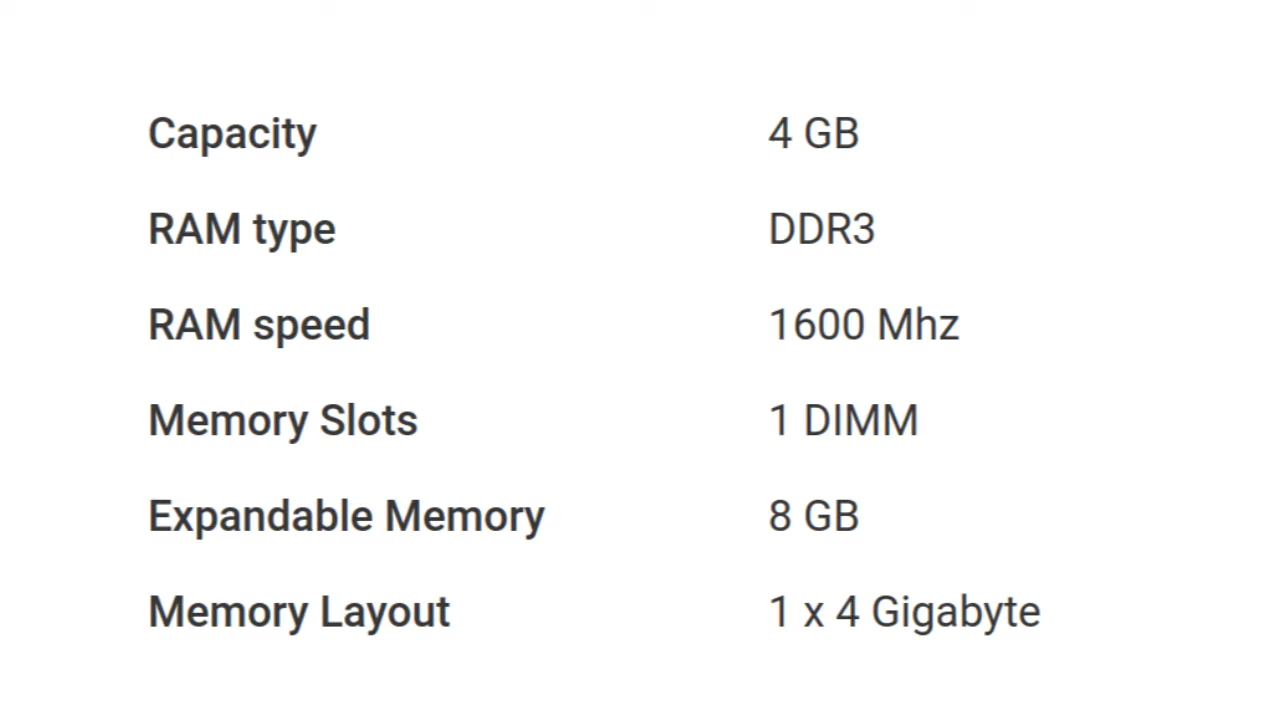 Capacity 4 GB
RAM type DDR3
RAM speed 1600 Mhz
Memory Slots 1 DIMM
Expandable Memory 8 GB
Memory Layout 1 x 4 Gigabyte